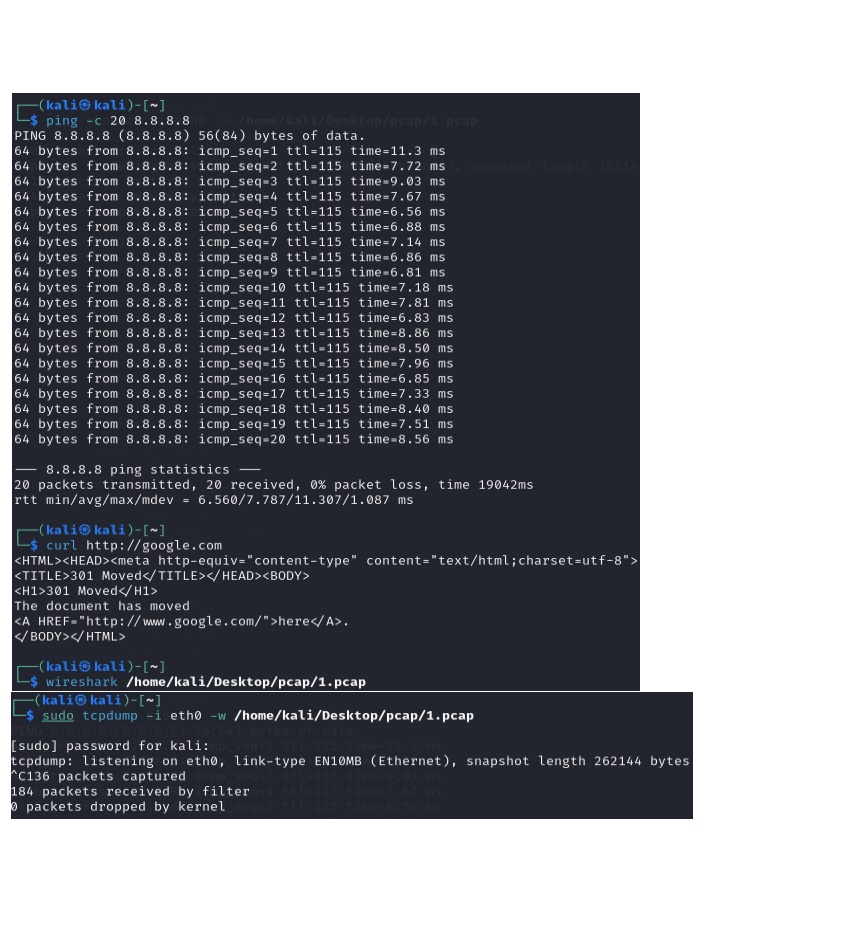 ┌──(kali㉿kali)-[~]
└─$ ping -c 20 8.8.8.8
PING 8.8.8.8 (8.8.8.8) 56(84) bytes of data.
64 bytes from 8.8.8.8: icmp_seq=1 ttl=115 time=11.3 ms
64 bytes from 8.8.8.8: icmp_seq=2 ttl=115 time=7.72 ms
64 bytes from 8.8.8.8: icmp_seq=3 ttl=115 time=9.03 ms
64 bytes from 8.8.8.8: icmp_seq=4 ttl=115 time=7.67 ms
64 bytes from 8.8.8.8: icmp_seq=5 ttl=115 time=6.56 ms
64 bytes from 8.8.8.8: icmp_seq=6 ttl=115 time=6.88 ms
64 bytes from 8.8.8.8: icmp_seq=7 ttl=115 time=7.14 ms
64 bytes from 8.8.8.8: icmp_seq=8 ttl=115 time=6.86 ms
64 bytes from 8.8.8.8: icmp_seq=9 ttl=115 time=6.81 ms
64 bytes from 8.8.8.8: icmp_seq=10 ttl=115 time=7.18 ms
64 bytes from 8.8.8.8: icmp_seq=11 ttl=115 time=7.81 ms
64 bytes from 8.8.8.8: icmp_seq=12 ttl=115 time=6.83 ms
64 bytes from 8.8.8.8: icmp_seq=13 ttl=115 time=8.86 ms
64 bytes from 8.8.8.8: icmp_seq=14 ttl=115 time=8.50 ms
64 bytes from 8.8.8.8: icmp_seq=15 ttl=115 time=7.96 ms
64 bytes from 8.8.8.8: icmp_seq=16 ttl=115 time=6.85 ms
64 bytes from 8.8.8.8: icmp_seq=17 ttl=115 time=7.33 ms
64 bytes from 8.8.8.8: icmp_seq=18 ttl=115 time=8.40 ms
64 bytes from 8.8.8.8: icmp_seq=19 ttl=115 time=7.51 ms
64 bytes from 8.8.8.8: icmp_seq=20 ttl=115 time=8.56 ms
--- 8.8.8.8 ping statistics ---
20 packets transmitted, 20 received, 0% packet loss, time 19042ms
rtt min/avg/max/mdev = 6.560/7.787/11.307/1.087 ms
┌──(kali㉿kali)-[~]
└─$ curl http://google.com
<HTML><HEAD><meta http-equiv="content-type" content="text/html;charset=utf-8">
<TITLE>301 Moved</TITLE></HEAD><BODY>
<H1>301 Moved</H1>
The document has moved
<A HREF="http://www.google.com/">here</A>.
</BODY></HTML>
┌──(kali㉿kali)-[~]
└─$ wireshark /home/kali/Desktop/pcap/1.pcap
┌──(kali㉿kali)-[~]
└─$ sudo tcpdump -i eth0 -w /home/kali/Desktop/pcap/1.pcap
[sudo] password for kali:
tcpdump: listening on eth0, link-type EN10MB (Ethernet), snapshot length 262144 bytes
^C136 packets captured
184 packets received by filter
0 packets dropped by kernel